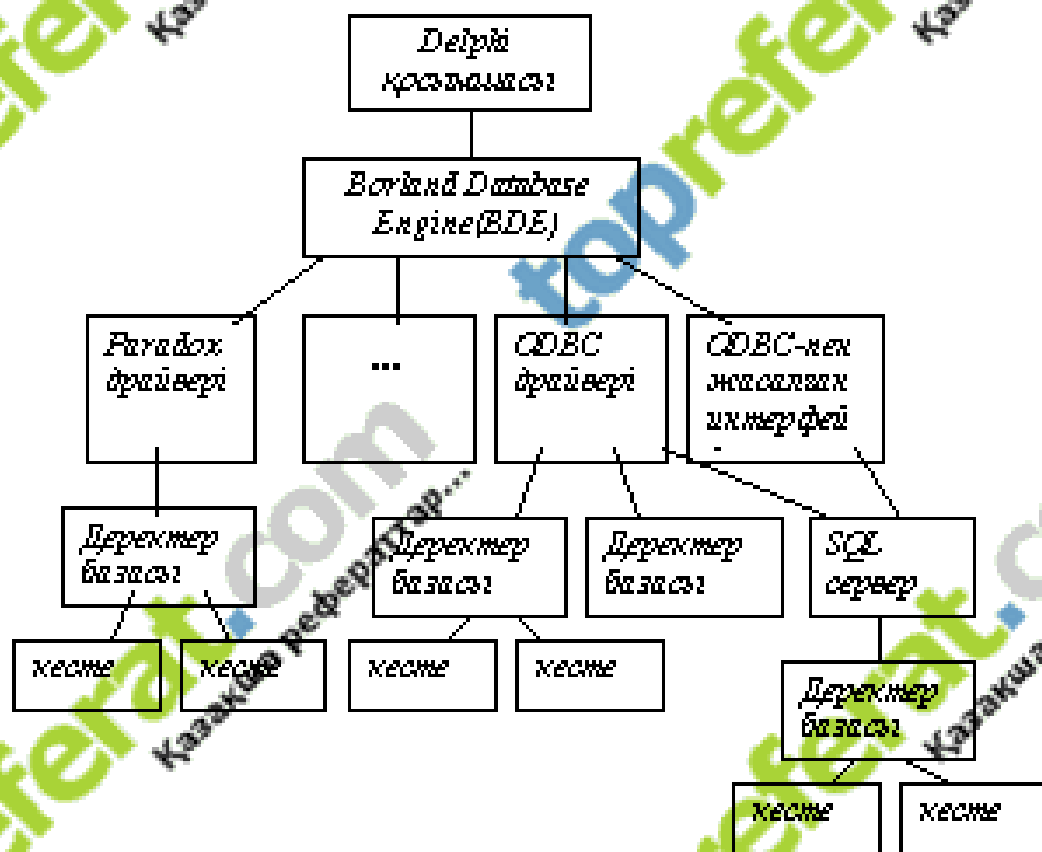 Delphi
қосымшасы
Borland Database
Engine(BDE)
Paradox
драйвері
...
ODBC
драйвері
ODBC-пен
жасалған
интерфей
Деректер
базасы
Деректер
базасы
Деректер
базасы
SQL
сервер
кесте
кесте
кесте
кесте
Деректер
базасы
кесте
кесте
topreferat.com
Қазақша рефераттар...